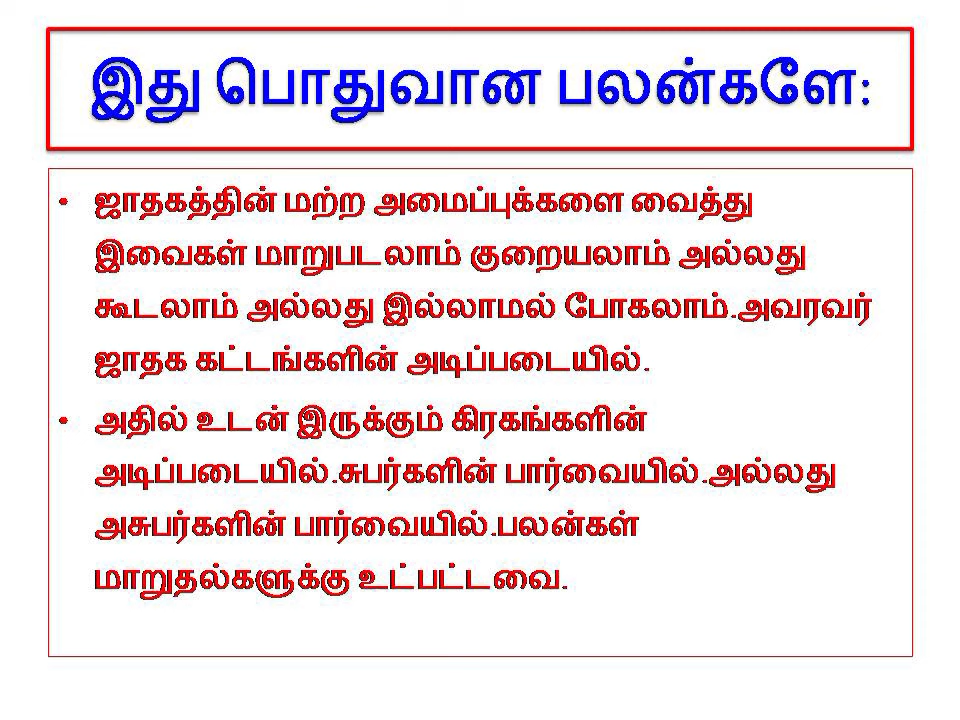 இது பொதுவான பலன்களே:
• ஜாதகத்தின் மற்ற அமைப்புக்களை வைத்து
இவைகள் மாறுபடலாம் குறையலாம் அல்லது
கூடலாம் அல்லது இல்லாமல் போகலாம்.அவரவர்
ஜாதக கட்டங்களின் அடிப்படையில்.
• அதில் உடன் இருக்கும் கிரகங்களின்
அடிப்படையில்.சுபர்களின் பார்வையில்.அல்லது
அசுபர்களின் பார்வையில்.பலன்கள்
மாறுதல்களுக்கு உட்பட்டவை.